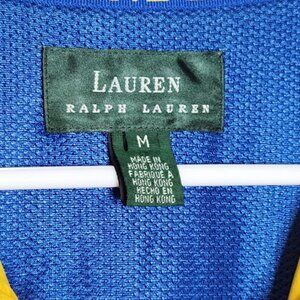 LAUREN
RALPH LAUREN
M
MADE IN
HONG KONG
FABRIQUÉ À
HONG KONG
HECHO EN
HONG KONG